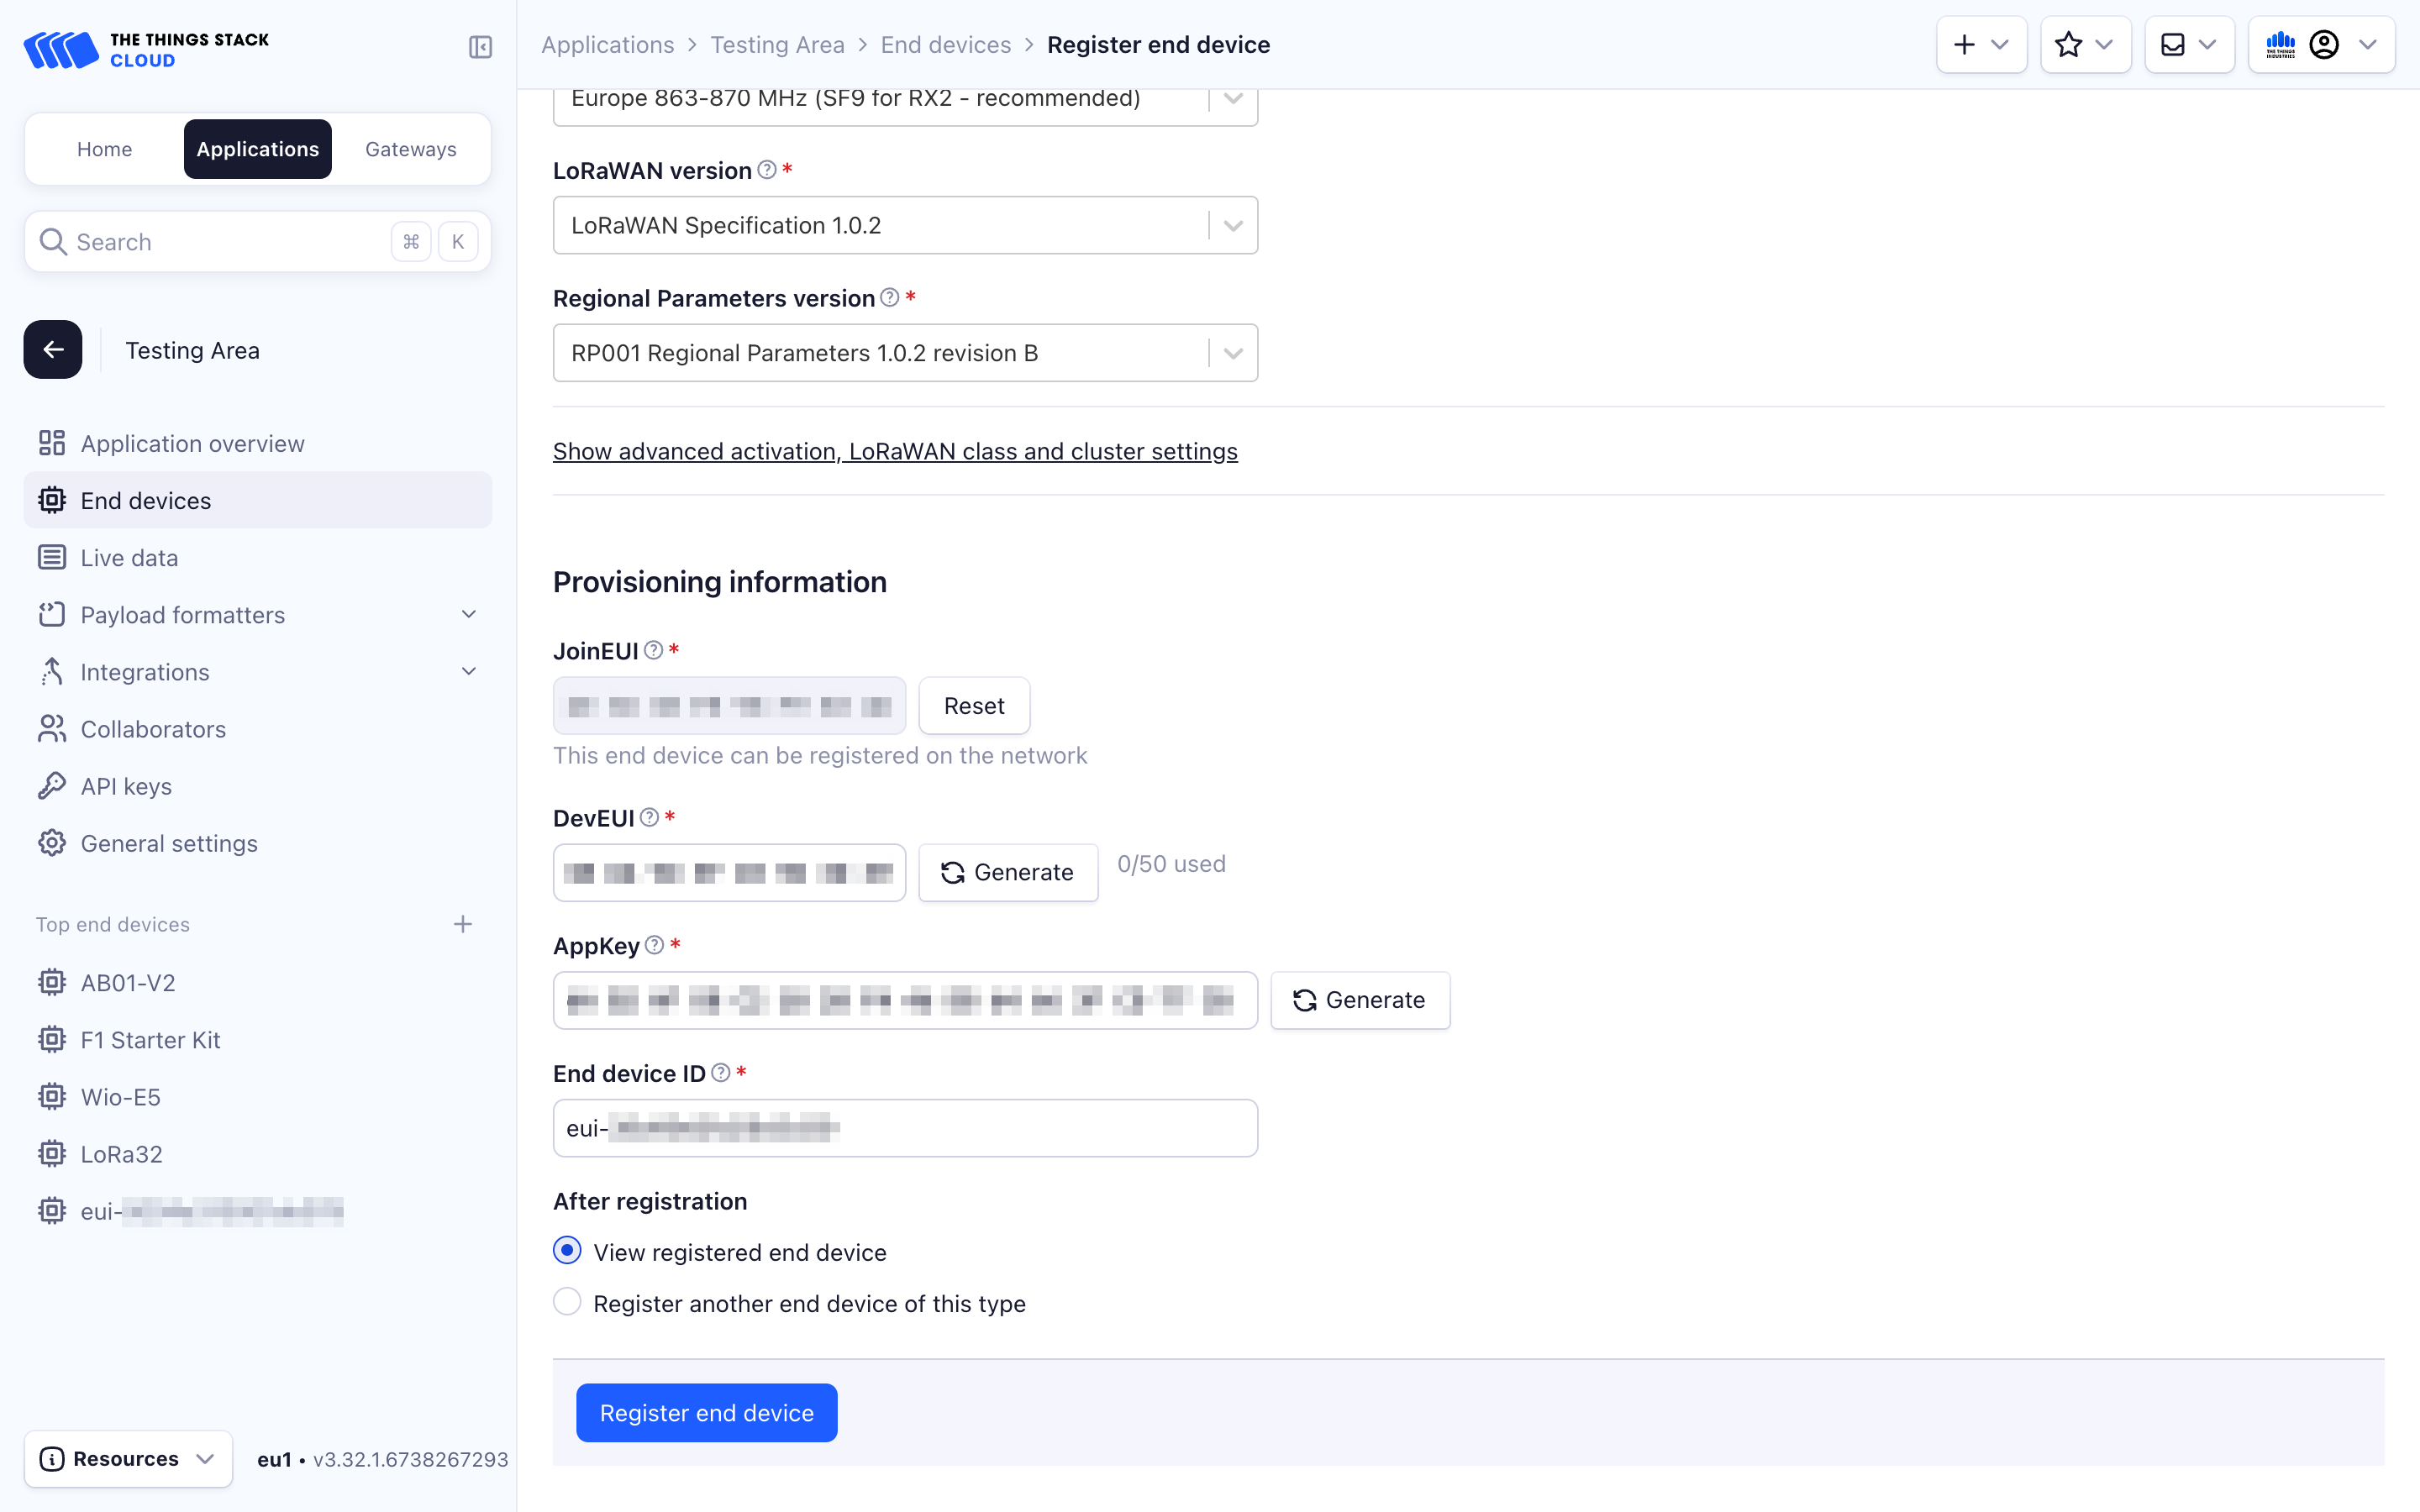 THE THINGS STACK
CLOUD
Home
Applications
Gateways
Search
⌘ K
Testing Area
Application overview
End devices
Live data
Payload formatters
Integrations
Collaborators
API keys
General settings
Top end devices
AB01-V2
F1 Starter Kit
Wio-E5
LoRa32
eui-
Resources
eu1 • v3.32.1.6738267293
Applications > Testing Area > End devices > Register end device
THE THINGS
INDUSTRIES
Europe 863-870 MHz (SF9 for RX2 - recommended)
LoRaWAN version *
LoRaWAN Specification 1.0.2
Regional Parameters version *
RP001 Regional Parameters 1.0.2 revision B
Show advanced activation, LoRaWAN class and cluster settings
Provisioning information
JoinEUI *
Reset
This end device can be registered on the network
DevEUI *
Generate
0/50 used
AppKey *
Generate
End device ID *
eui-
After registration
View registered end device
Register another end device of this type
Register end device